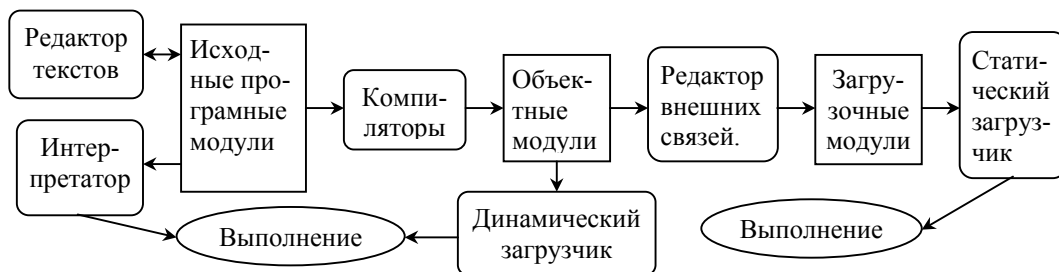 Редактор
текстов
Исход-
ные про-
грамные
модули
Интер-
претатор
Компи-
ляторы
Объек-
тные
модули
Редактор
внешних
связей.
Загру-
зочные
модули
Стати-
ческий
загруз-
чик
Выполнение
Динамический
загрузчик
Выполнение